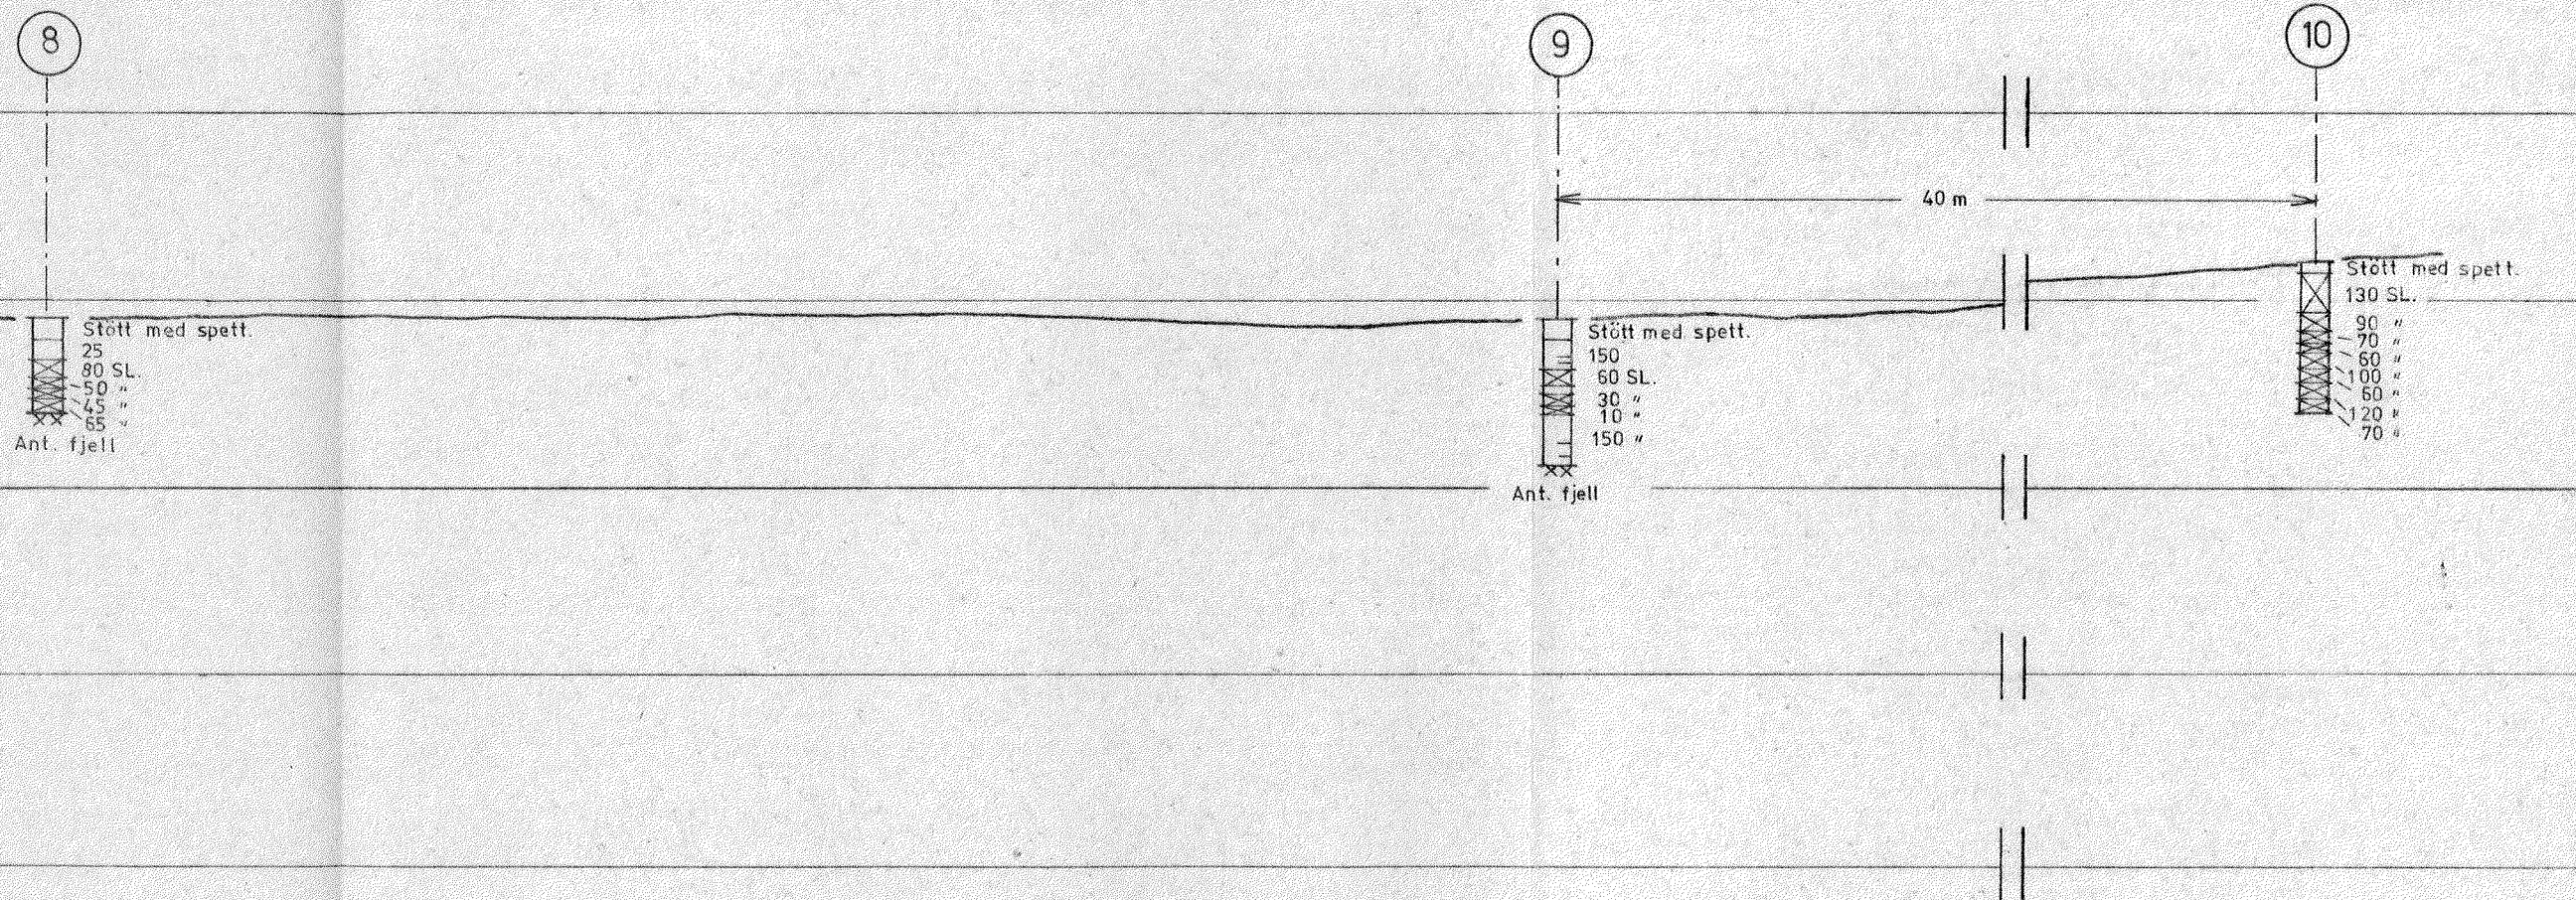 8
9
10
40 m
Stött med spett.
25
80 SL.
50 "
45 "
65 "
Ant. fjell
Stött med spett.
150
60 SL.
30 "
10 "
150 "
Ant. fjell
Stött med spett.
130 SL.
90 "
70 "
60 "
100 "
60 "
120 "
70 "